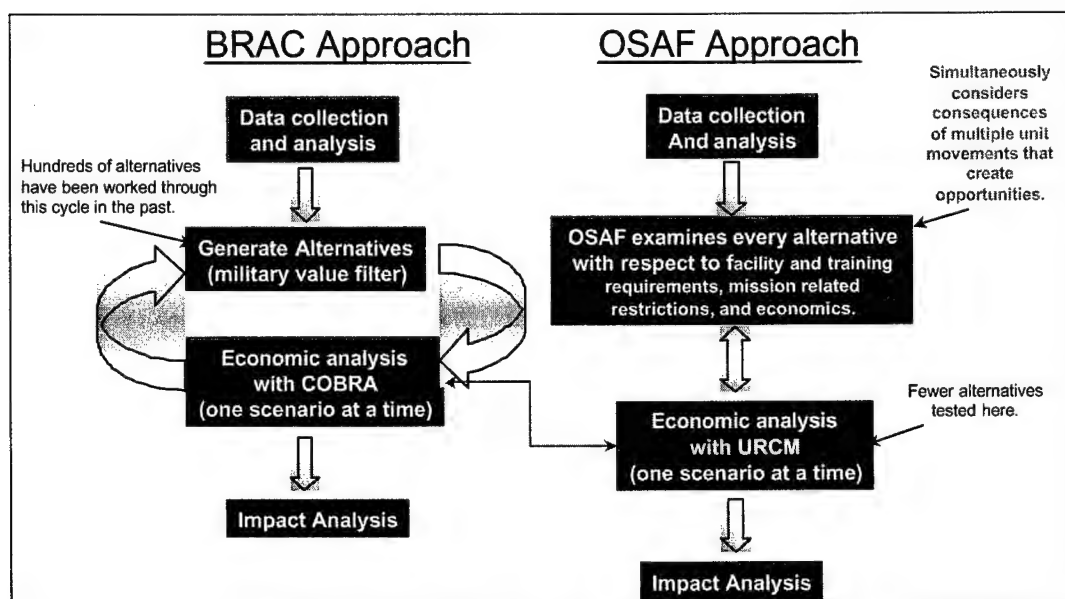 BRAC Approach
Data collection
and analysis
Hundreds of alternatives
have been worked through
this cycle in the past.
Generate Alternatives
(military value filter)
Economic analysis
with COBRA
(one scenario at a time)
Impact Analysis
OSAF Approach
Data collection
And analysis
Simultaneously
considers
consequences
of multiple unit
movements that
create
opportunities.
OSAF examines every alternative
with respect to facility and training
requirements, mission related
restrictions, and economics.
Fewer alternatives
tested here.
Economic analysis
with URCM
(one scenario at a time)
Impact Analysis